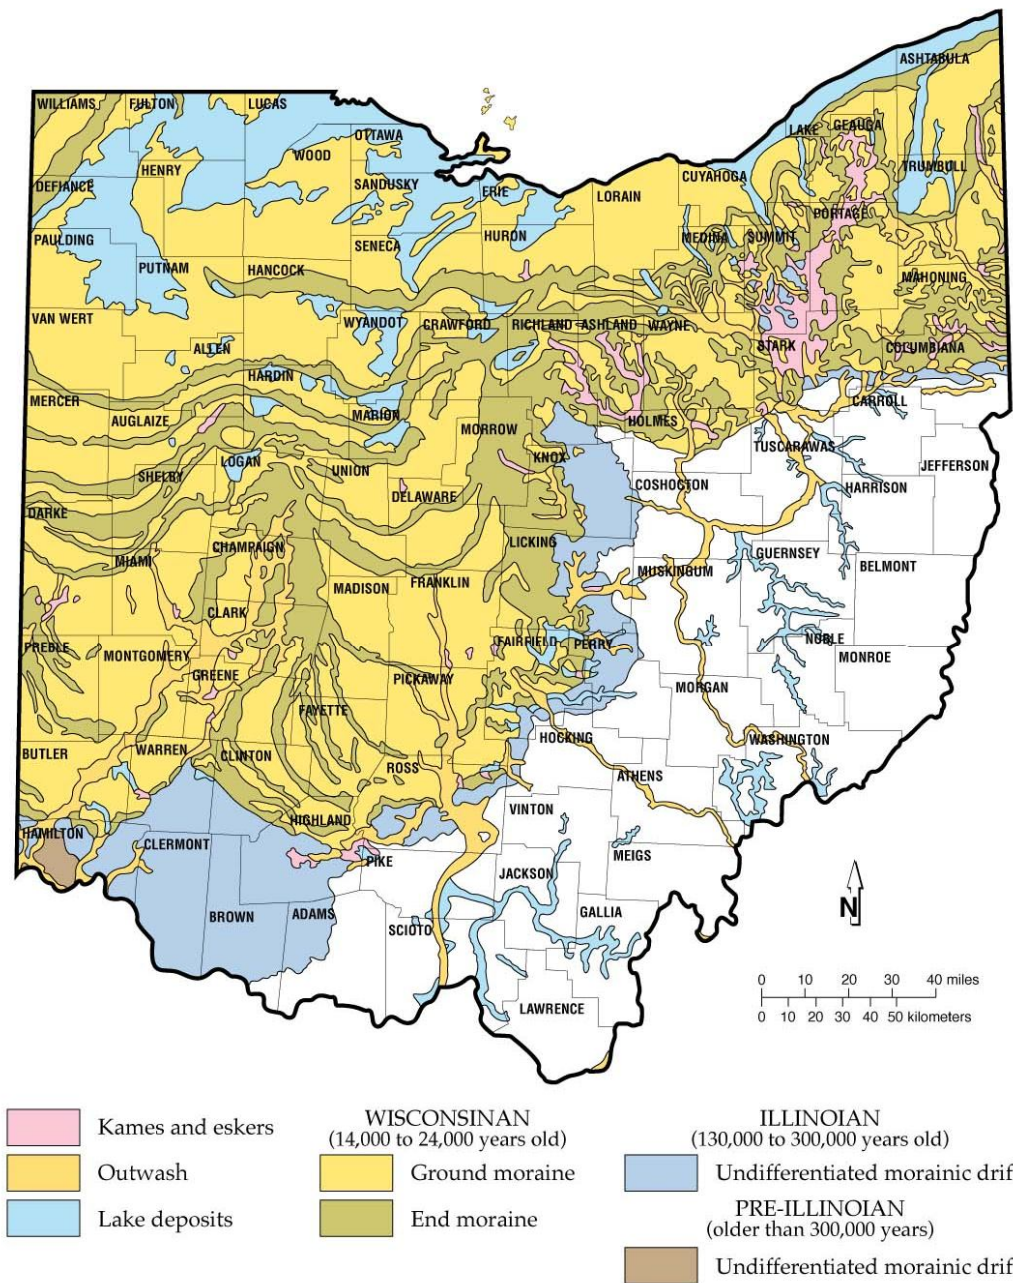 ASHTABULA
WILLIAMS
FULTON
LUCAS
LAKE
GEAUGA
OTTAWA
WOOD
HENRY
TRUMBULL
CUYAHOGA
DEFIANCE
SANDUSKY
ERIE
LORAIN
PORTAGE
PAULDING
SENECA
HURON
MEDINA
SUMMIT
PUTNAM
HANCOCK
MAHONING
VAN WERT
WYANDOT
CRAWFORD
RICHLAND
ASHLAND
WAYNE
ALLEN
STARK
COLUMBIANA
HARDIN
MERCER
CARROLL
AUGLAIZE
MARION
HOLMES
MORROW
TUSCARAWAS
KNOX
LOGAN
UNION
JEFFERSON
SHELBY
COSHOCTON
HARRISON
DELAWARE
DARKE
LICKING
CHAMPAIGN
GUERNSEY
MIAMI
BELMONT
MUSKINGUM
FRANKLIN
MADISON
CLARK
NOBLE
FAIRFIELD
PERRY
PREBLE
MONTGOMERY
MONROE
GREENE
PICKAWAY
MORGAN
FAYETTE
HOCKING
WASHINGTON
BUTLER
WARREN
CLINTON
ROSS
ATHENS
VINTON
HIGHLAND
HAMILTON
CLERMONT
MEIGS
PIKE
JACKSON
BROWN
ADAMS
GALLIA
SCIOTO
LAWRENCE
N
0 10 20 30 40 miles
0 10 20 30 40 50 kilometers
Kames and eskers
Outwash
Lake deposits
WISCONSINAN
(14,000 to 24,000 years old)
Ground moraine
End moraine
ILLINOIAN
(130,000 to 300,000 years old)
Undifferentiated morainic drif
PRE-ILLINOIAN
(older than 300,000 years)
Undifferentiated morainic drif